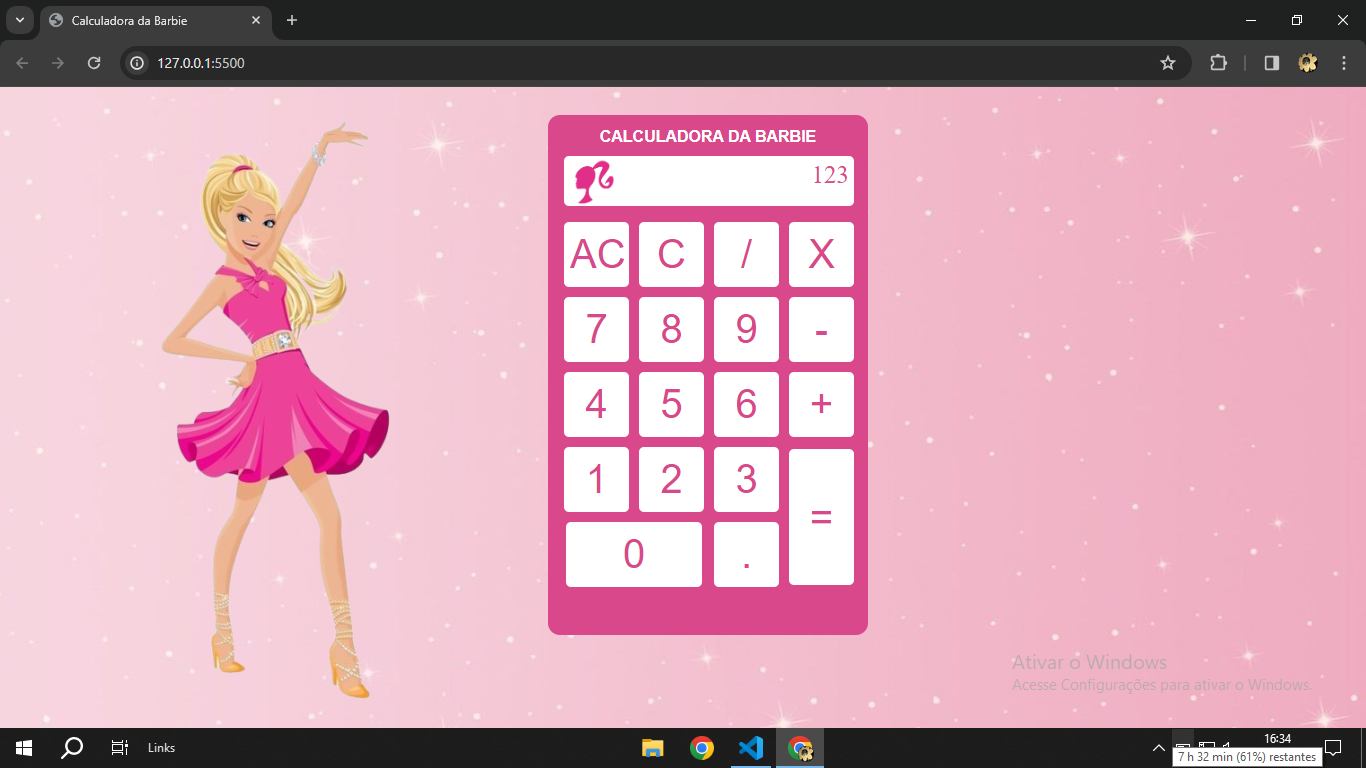 Calculadora da Barbie
127.0.0.1:5500
CALCULADORA DA BARBIE
123
AC C / X
7 8 9 -
4 5 6 +
1 2 3
=
0 .
Ativar o Windows
Acesse Configurações para ativar o Windows.
Links
16:34
7 h 32 min (61%) restantes